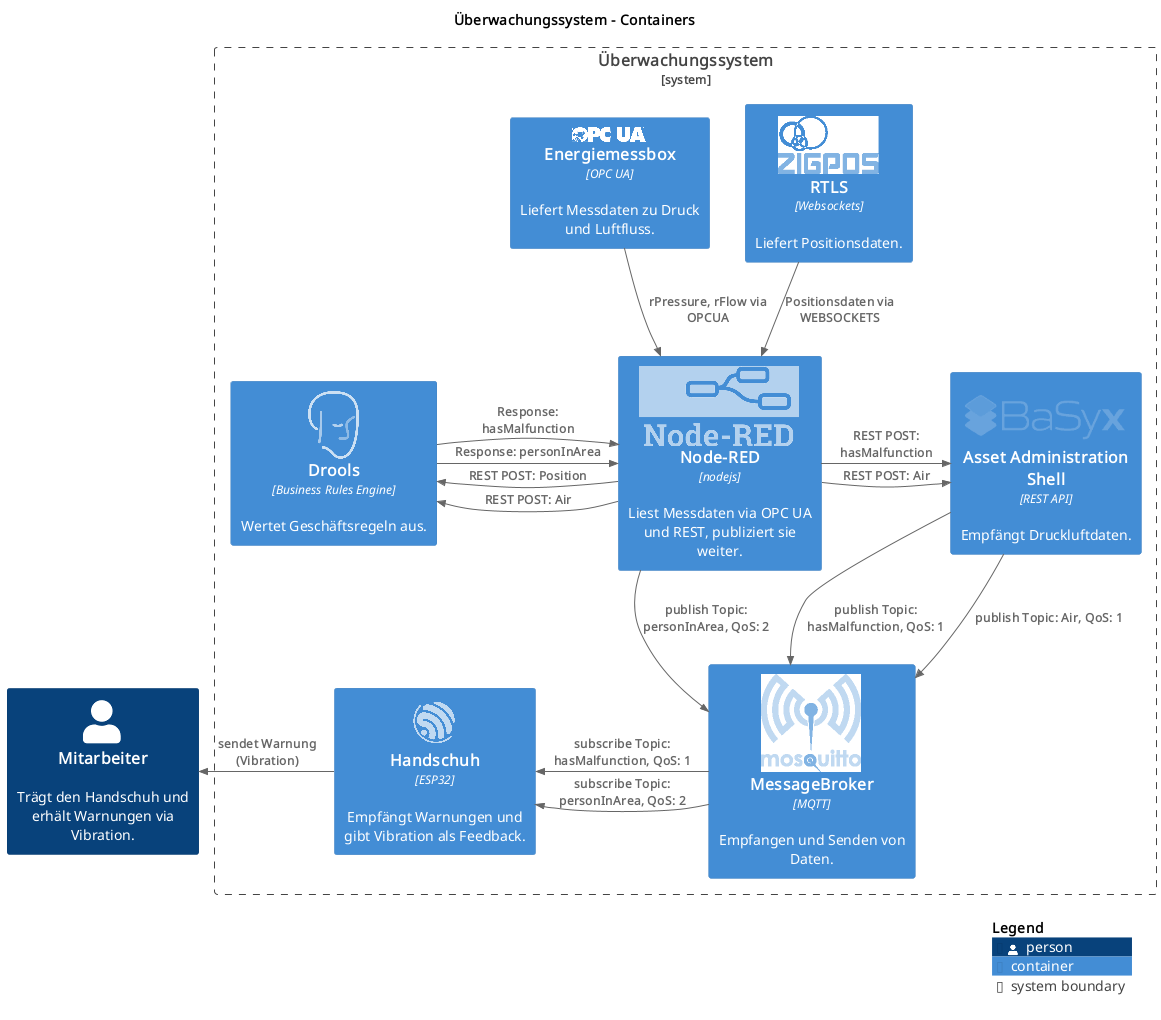 Überwachungssystem - Containers
Überwachungssystem
[system]
OPC UA
Energiemessbox
[OPC UA]
Liefert Messdaten zu Druck
und Luftfluss.
ZIGPOS
RTLS
[Websockets]
Liefert Positionsdaten.
rPressure, rFlow via
OPCUA
Positionsdaten via
WEBSOCKETS
Drools
[Business Rules Engine]
Wertet Geschäftsregeln aus.
Response:
hasMalfunction
Response: personInArea
REST POST: Position
REST POST: Air
Node-RED
Node-RED
[nodejs]
Liest Messdaten via OPC UA
und REST, publiziert sie
weiter.
REST POST:
hasMalfunction
REST POST: Air
BaSyx
Asset Administration
Shell
[REST API]
Empfängt Druckluftdaten.
publish Topic:
personInArea, QoS: 2
publish Topic:
hasMalfunction, QoS: 1
publish Topic: Air, QoS: 1
Mitarbeiter
Trägt den Handschuh und
erhält Warnungen via
Vibration.
sendet Warnung
(Vibration)
Handschuh
[ESP32]
Empfängt Warnungen und
gibt Vibration als Feedback.
subscribe Topic:
hasMalfunction, QoS: 1
subscribe Topic:
personInArea, QoS: 2
mosquitto
MessageBroker
[MQTT]
Empfangen und Senden von
Daten.
Legend
person
container
system boundary